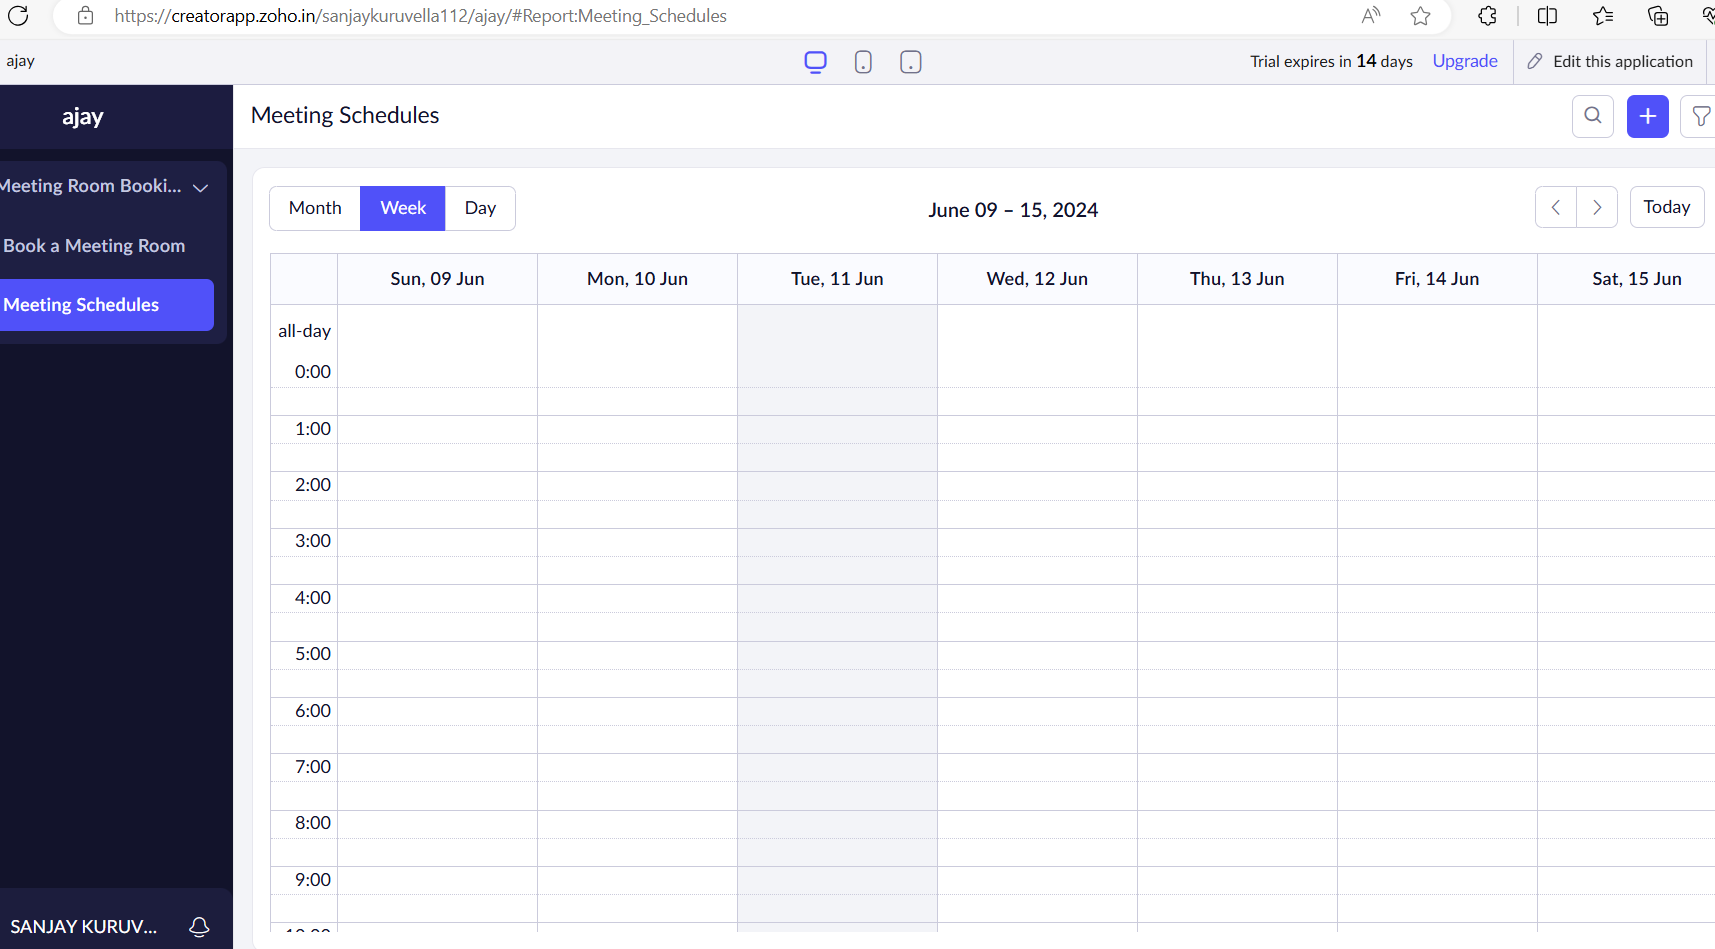 https://creatorapp.zoho.in/sanjaykuruvella112/ajay/#Report:Meeting_Schedules
ajay
Trial expires in 14 days Upgrade Edit this application
ajay
Meeting Room Booki...
Book a Meeting Room
Meeting Schedules
SANJAY KURUV...
Meeting Schedules
Month Week Day
June 09 – 15, 2024
Today
Sun, 09 Jun Mon, 10 Jun Tue, 11 Jun Wed, 12 Jun Thu, 13 Jun Fri, 14 Jun Sat, 15 Jun
all-day
0:00
1:00
2:00
3:00
4:00
5:00
6:00
7:00
8:00
9:00